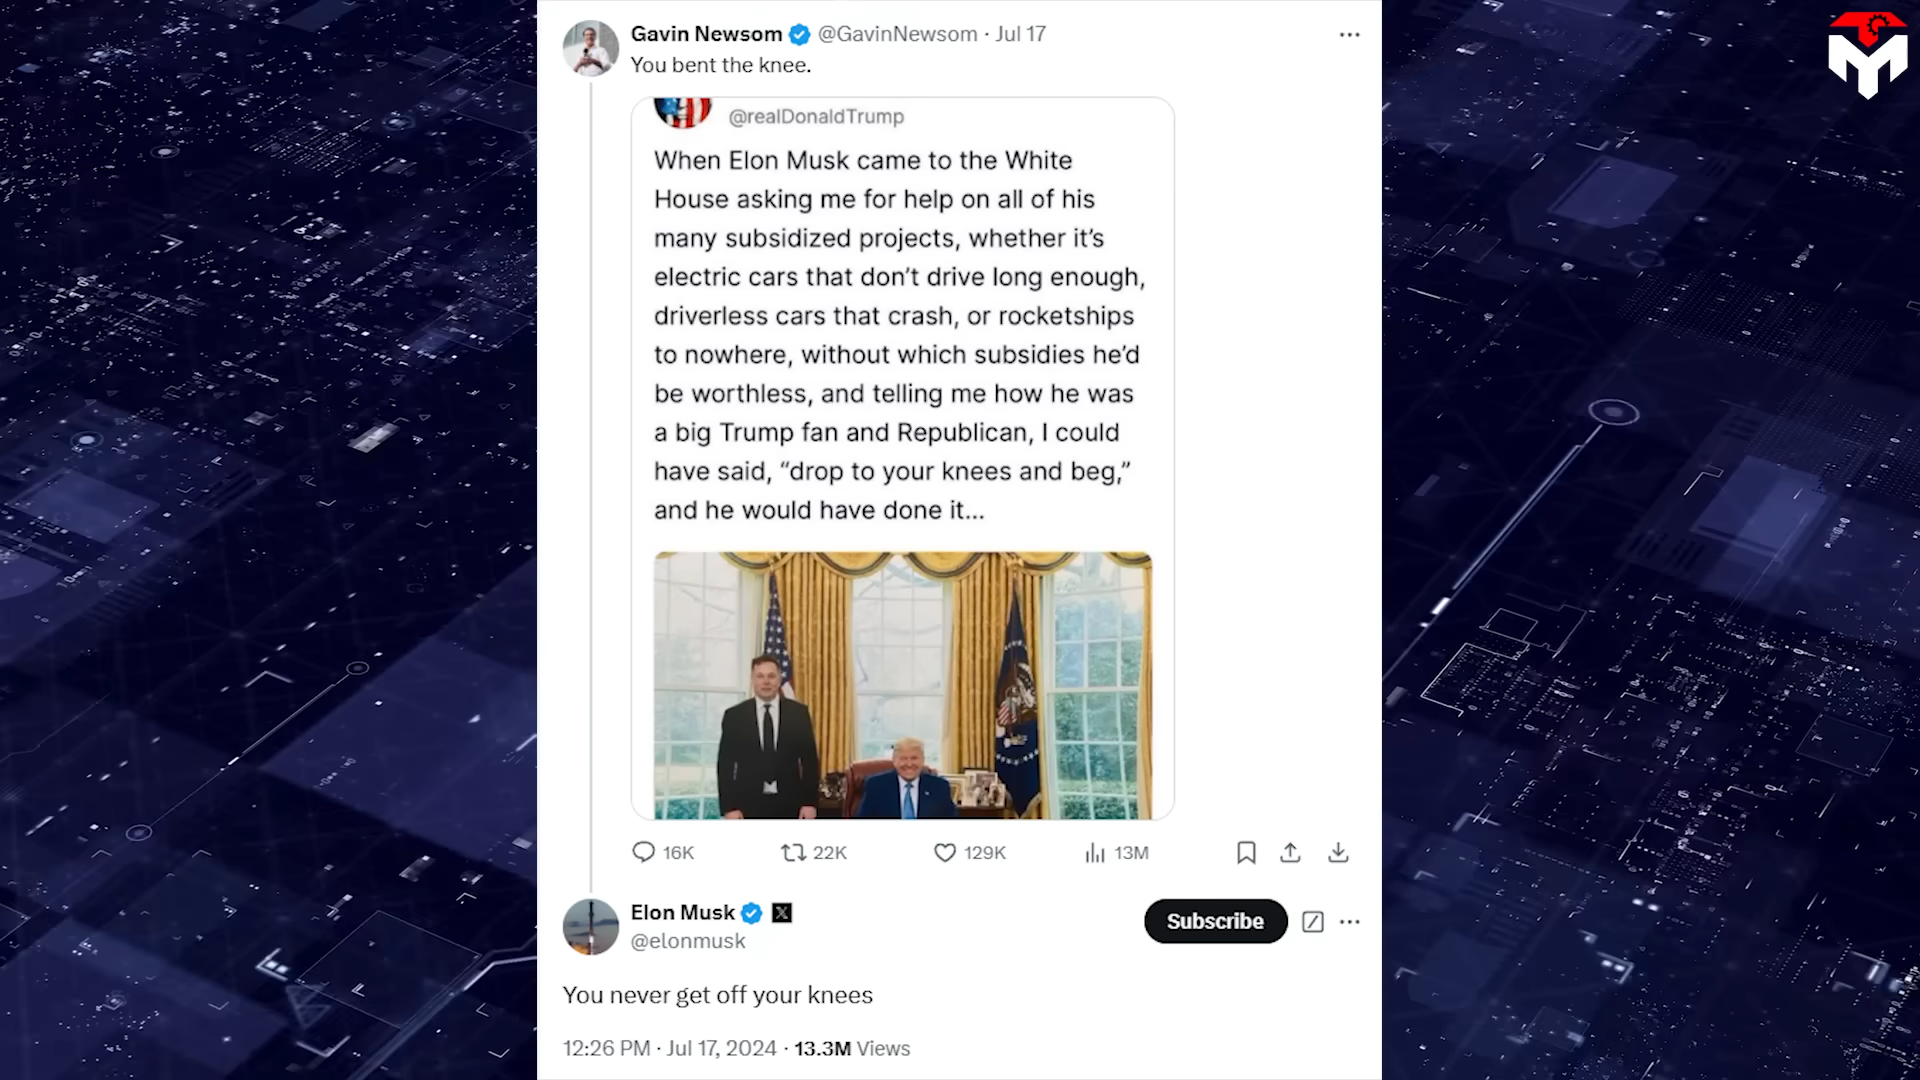 Gavin Newsom @GavinNewsom · Jul 17
You bent the knee.
@realDonaldTrump
When Elon Musk came to the White
House asking me for help on all of his
many subsidized projects, whether it’s
electric cars that don’t drive long enough,
driverless cars that crash, or rocketships
to nowhere, without which subsidies he’d
be worthless, and telling me how he was
a big Trump fan and Republican, I could
have said, “drop to your knees and beg,”
and he would have done it...
16K 22K 129K 13M
Elon Musk
@elonmusk
Subscribe
You never get off your knees
12:26 PM · Jul 17, 2024 · 13.3M Views